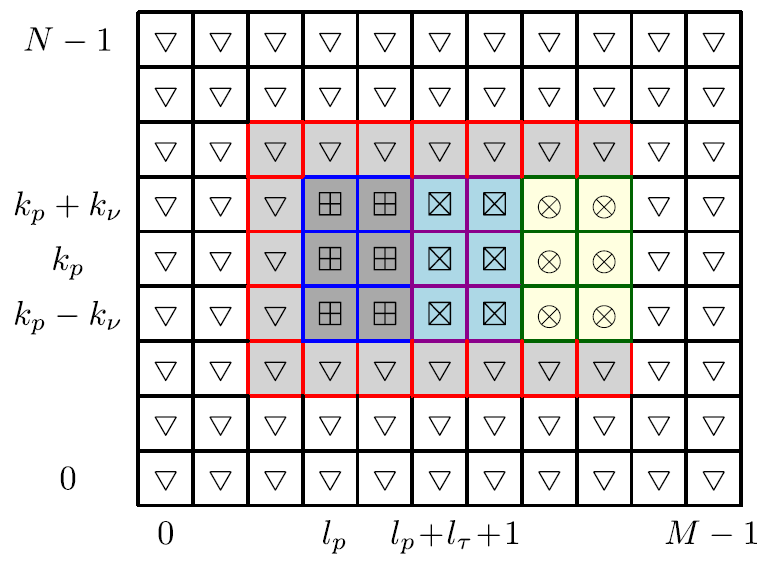 N − 1
k_p + k_ν
k_p
k_p − k_ν
0
0 l_p l_p + l_τ + 1 M − 1